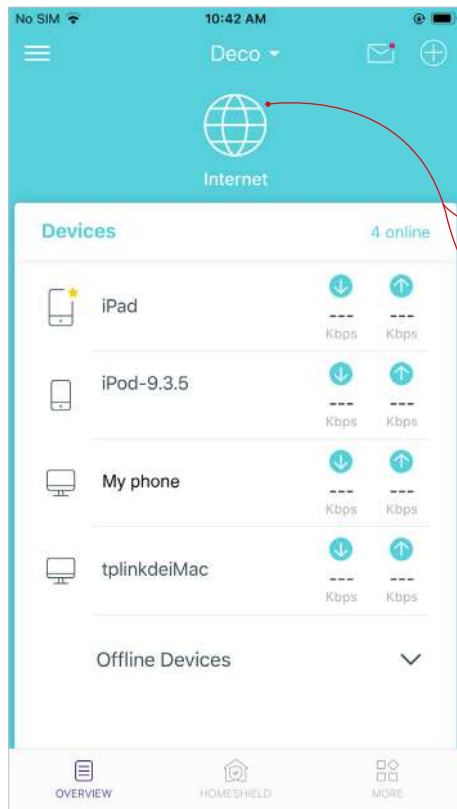 No SIM 10:42 AM
Deco
Internet
Devices 4 online
iPad
--- ---
Kbps Kbps
iPod-9.3.5
--- ---
Kbps Kbps
My phone
--- ---
Kbps Kbps
tplinkdeiMac
--- ---
Kbps Kbps
Offline Devices
OVERVIEW HOMESHIELD MORE